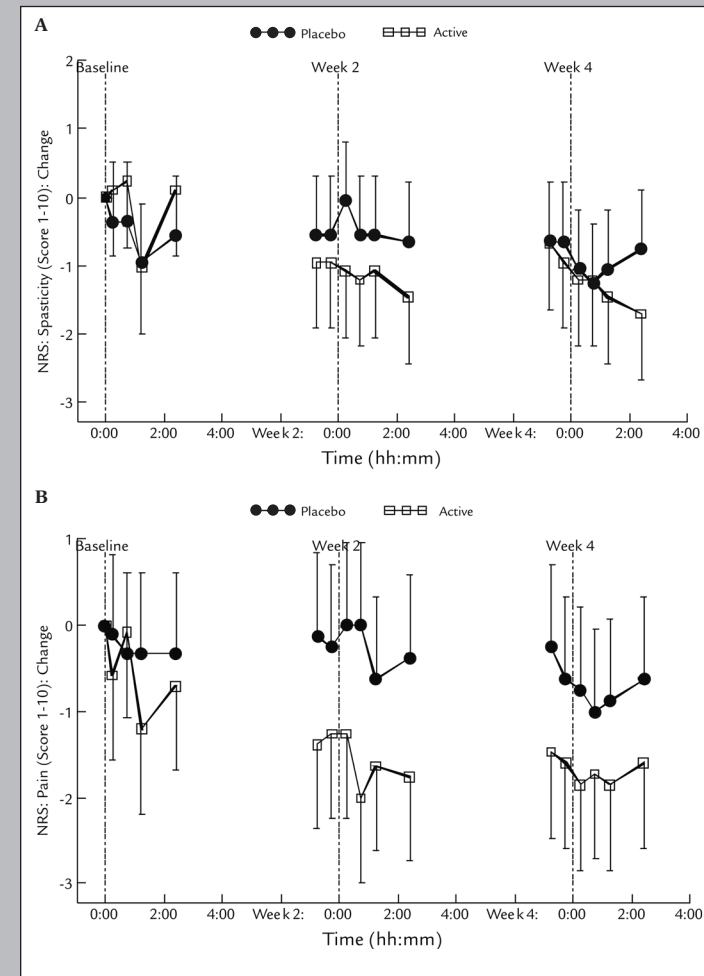 A
Placebo Active
2
Baseline Week 2 Week 4
1
0
-1
-2
-3
NRS: Spasticity (Score 1-10): Change
0:00 2:00 4:00 Week 2: 0:00 2:00 4:00 Week 4: 0:00 2:00 4:00
Time (hh:mm)
B
Placebo Active
1
Baseline Week 2 Week 4
0
-1
-2
-3
NRS: Pain (Score 1-10): Change
0:00 2:00 4:00 Week 2: 0:00 2:00 4:00 Week 4: 0:00 2:00 4:00
Time (hh:mm)